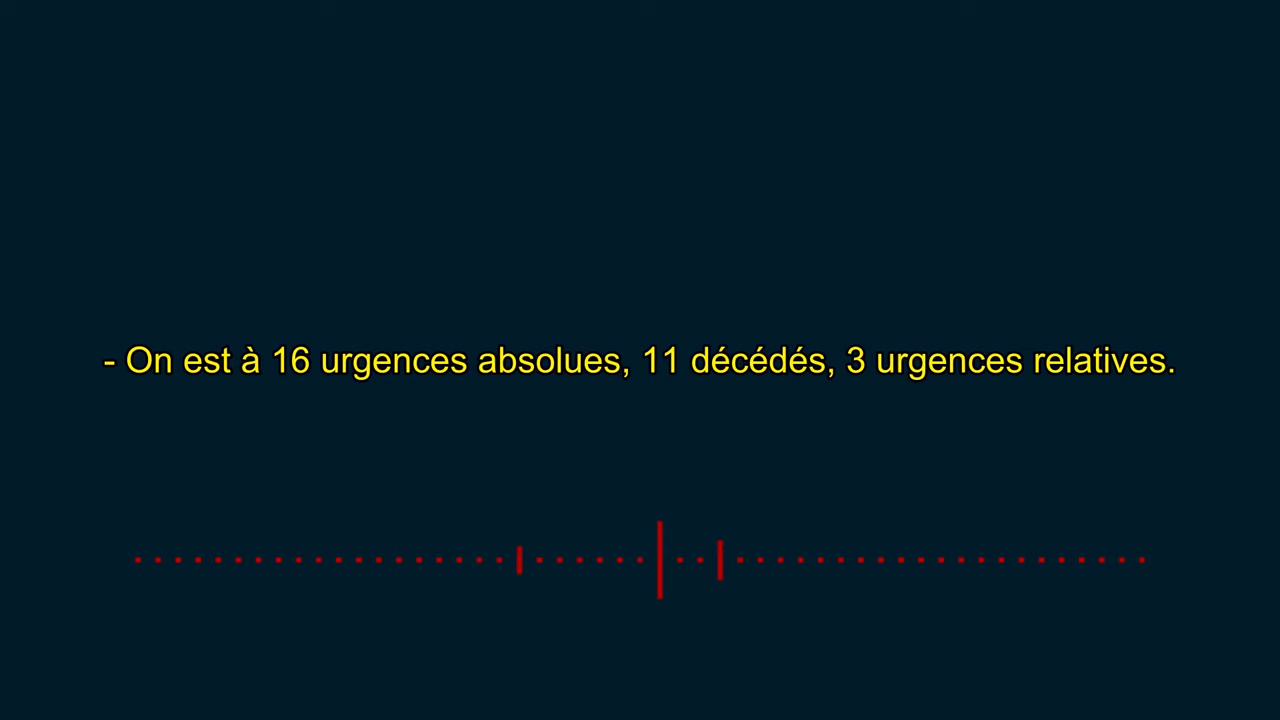 - On est à 16 urgences absolues, 11 décédés, 3 urgences relatives.